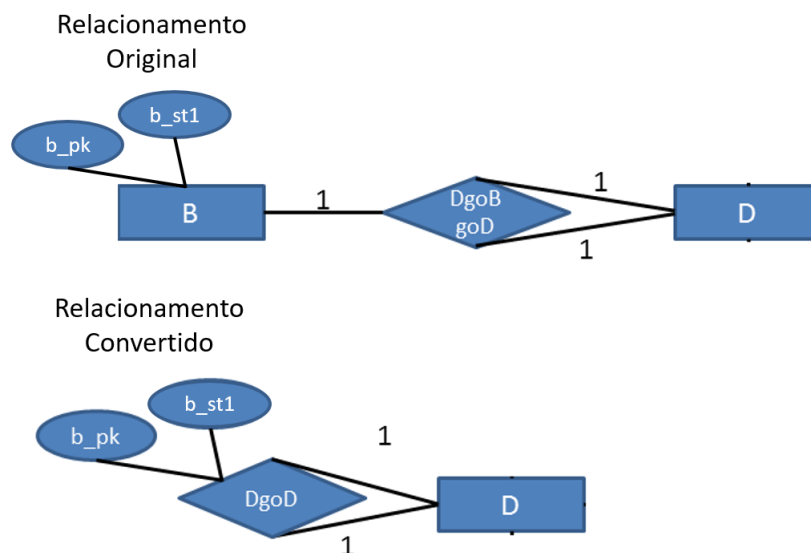 Relacionamento
Original
b_st1
b_pk
1
B
1
DgoB
goD
D
1
Relacionamento
Convertido
b_st1
b_pk
1
DgoD
D
1